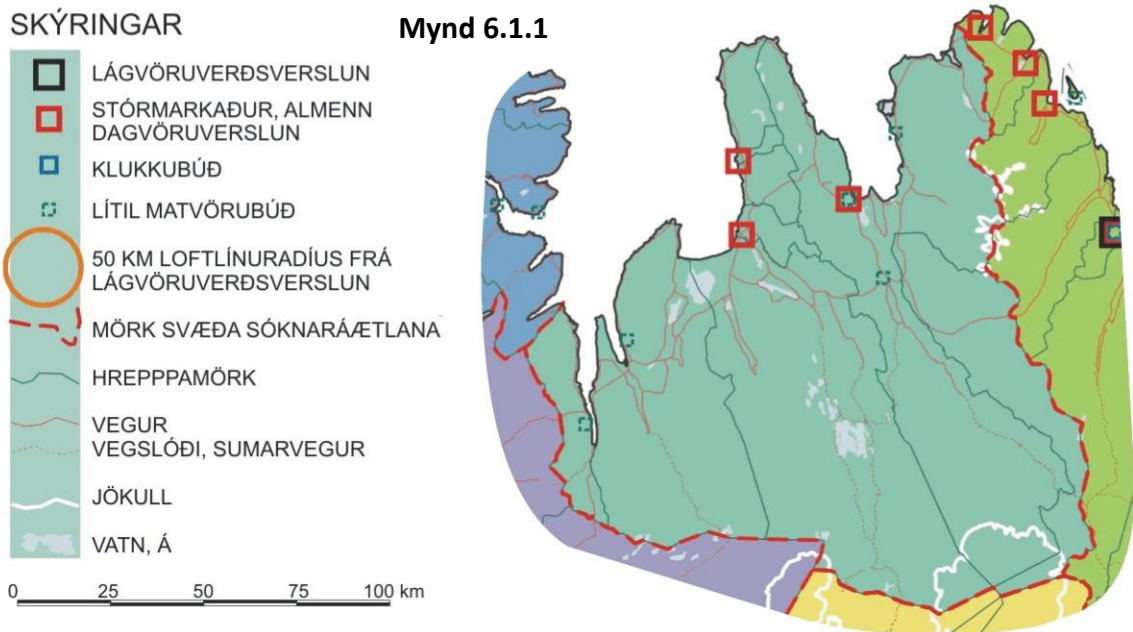 SKÝRINGAR
Mynd 6.1.1
LÁGVÖRUVERÐSVERSLUN
STÓRMARKAÐUR, ALMENN
DAGVÖRUVERSLUN
KLUKKUBÚÐ
LÍTIL MATVÖRUBÚÐ
50 KM LOFTLÍNURADÍUS FRÁ
LÁGVÖRUVERÐSVERSLUN
MÖRK SVÆÐA SÓKNARÁÆTLANA
HREPPPAMÖRK
VEGUR
VEGSLÓÐI, SUMARVEGUR
JÖKULL
VATN, Á
0 25 50 75 100 km